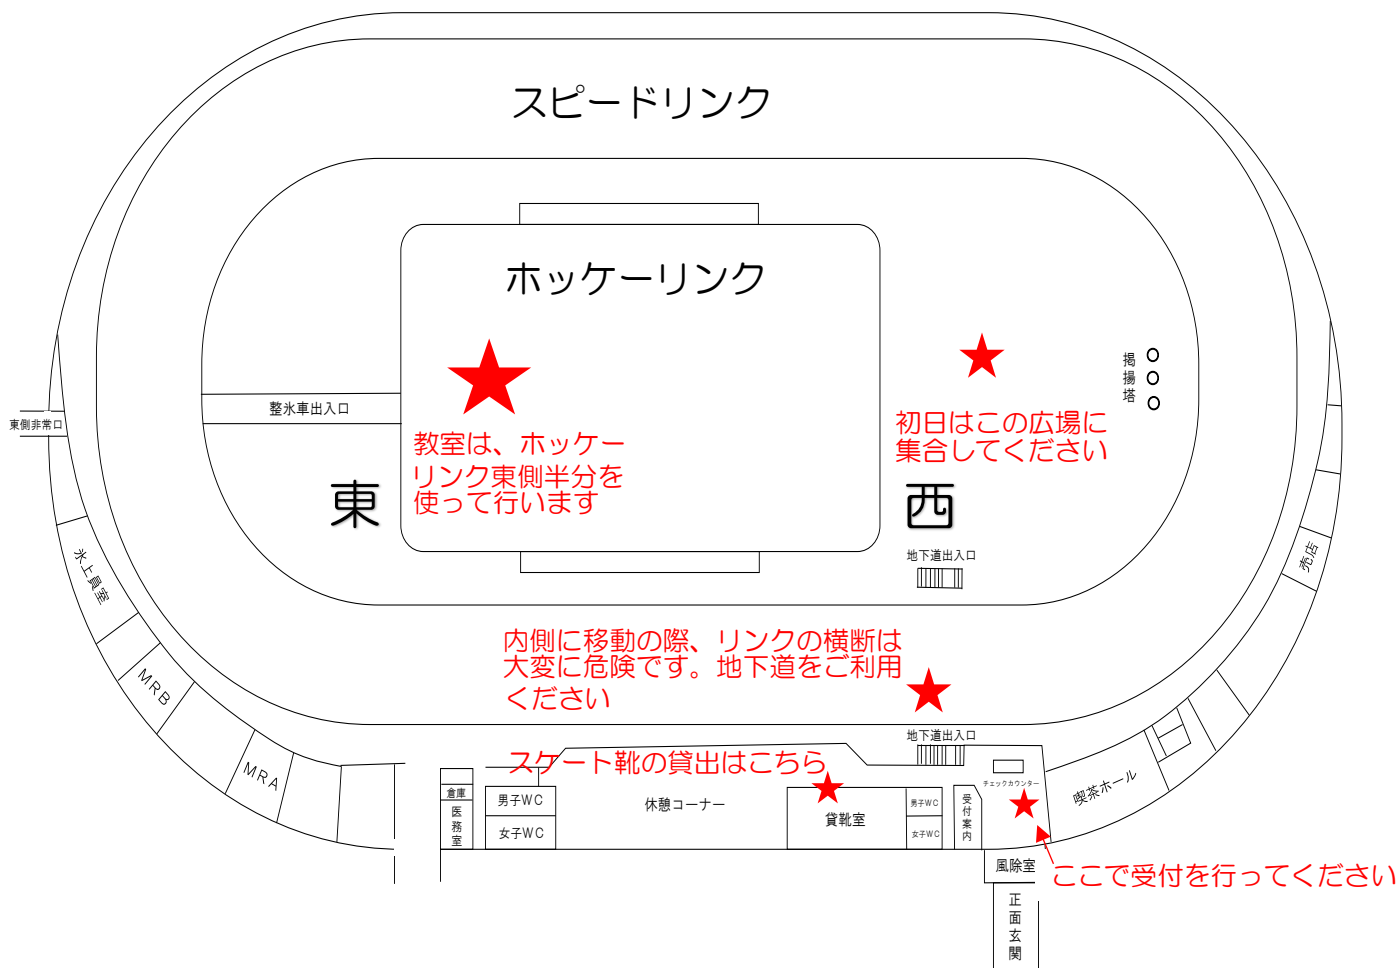 スピードリンク
ホッケーリンク
掲揚塔
整氷車出入口
東側非常口
初日はこの広場に
集合してください
教室は、ホッケー
リンク東側半分を
使って行います
東
西
地下道出入口
氷上員室
売店
内側に移動の際、リンクの横断は
大変に危険です。地下道をご利用
ください
MRB
地下道出入口
スケート靴の貸出はこちら
MRA
チェックカウンター
喫茶ホール
倉庫
男子WC
休憩コーナー
貸靴室
男子WC
受付案内
医務室
女子WC
女子WC
風除室
ここで受付を行ってください
正面玄関